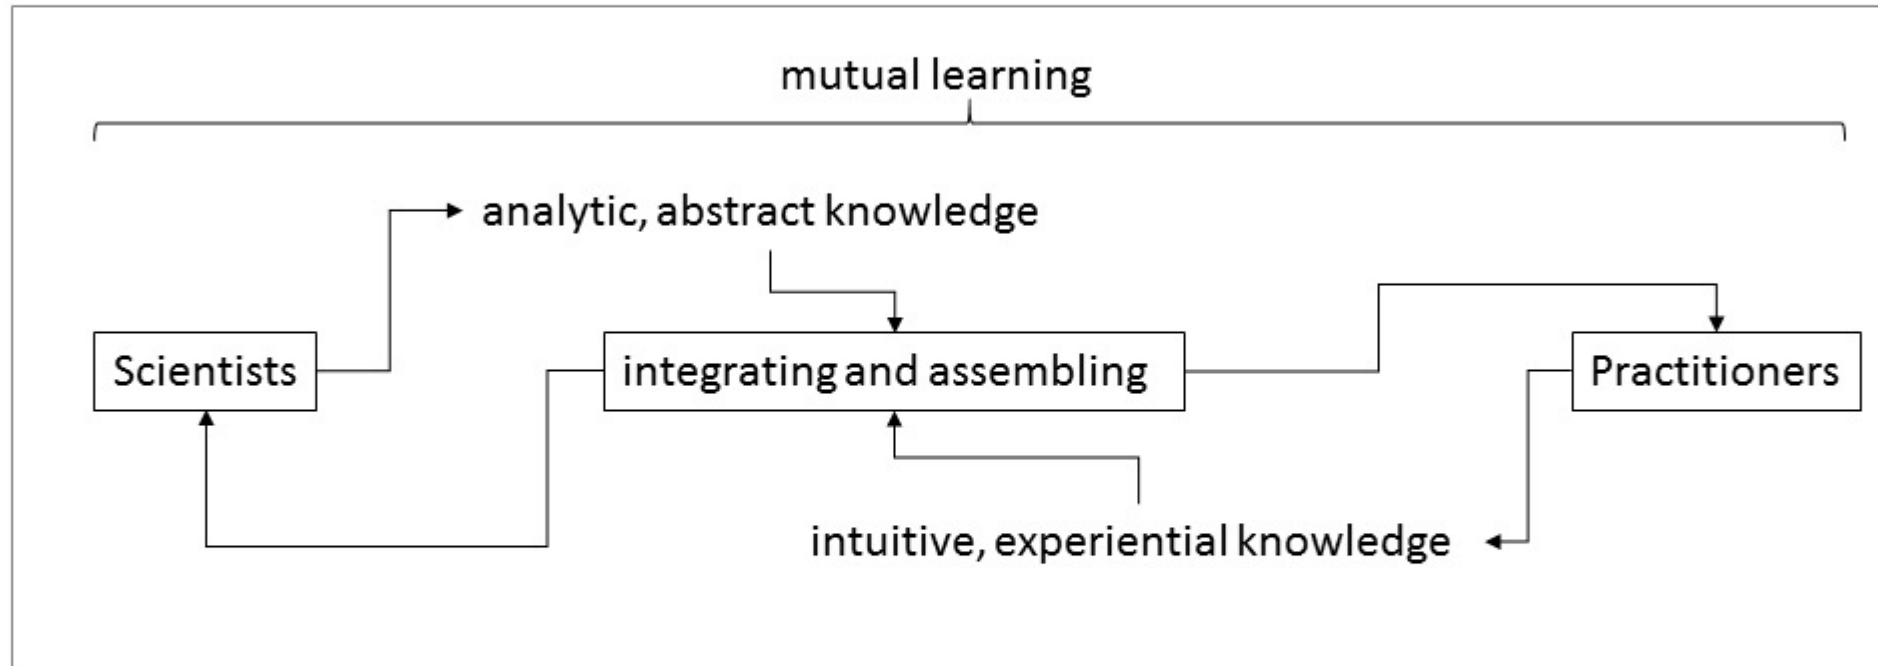 mutual learning
analytic, abstract knowledge
Scientists
integrating and assembling
Practitioners
intuitive, experiential knowledge